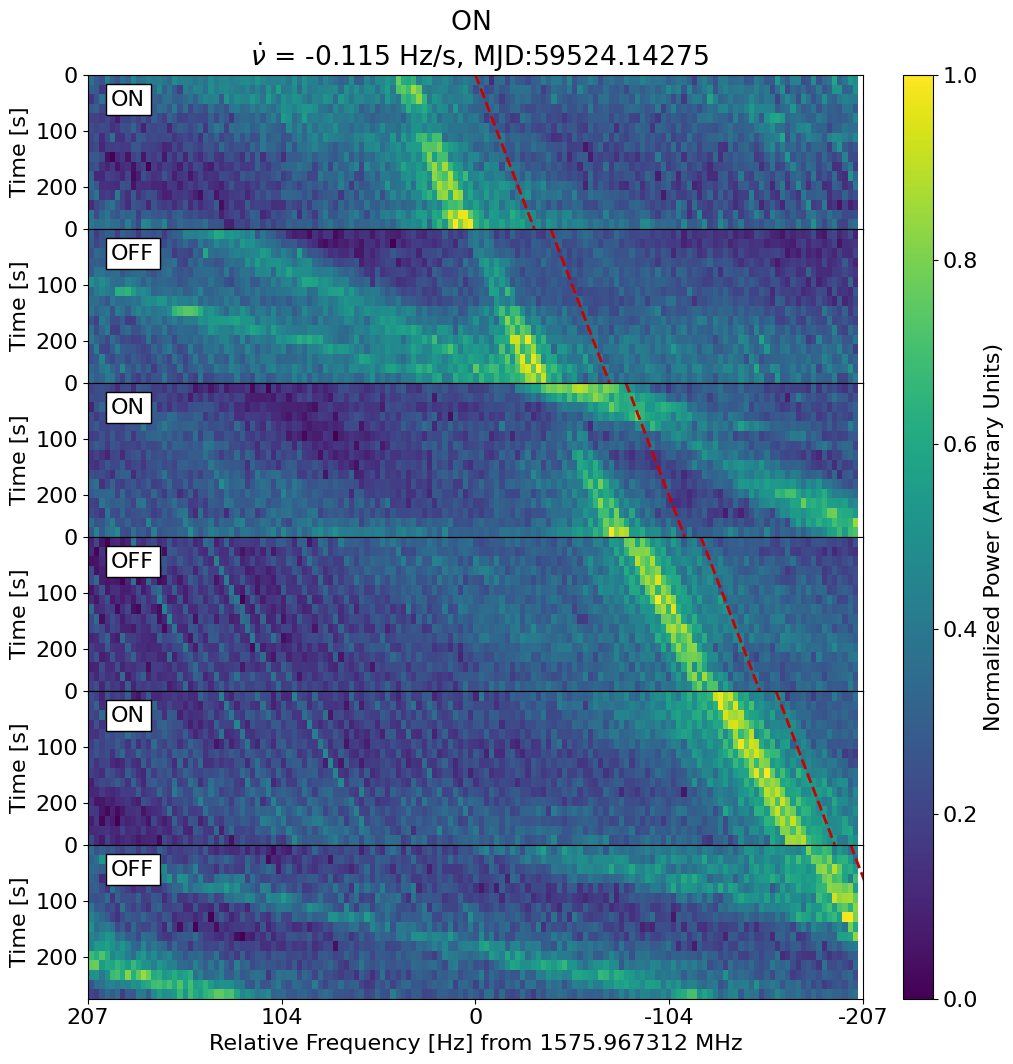 ON
ν̇ = -0.115 Hz/s, MJD:59524.14275
0
ON
100
Time [s]
200
0
OFF
100
Time [s]
200
0
ON
100
Time [s]
200
0
OFF
100
Time [s]
200
0
ON
100
Time [s]
200
0
OFF
100
Time [s]
200
207 104 0 -104 -207
Relative Frequency [Hz] from 1575.967312 MHz
1.0
0.8
0.6
0.4
0.2
0.0
Normalized Power (Arbitrary Units)